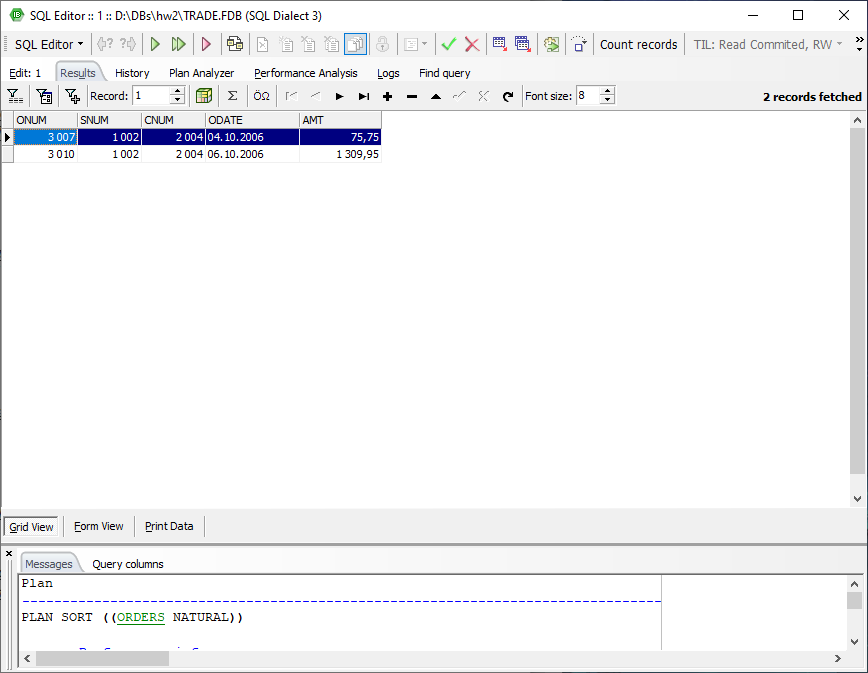 SQL Editor :: 1 :: D:\DBs\hw2\TRADE.FDB (SQL Dialect 3)
SQL Editor Count records TIL: Read Commited, RW
Edit: 1 Results History Plan Analyzer Performance Analysis Logs Find query
Record: 1 Σ ÖΩ Font size: 8 2 records fetched
ONUM SNUM CNUM ODATE AMT
3 007 1 002 2 004 04.10.2006 75,75
3 010 1 002 2 004 06.10.2006 1 309,95
Grid View Form View Print Data
Messages Query columns
Plan
--------------------------------------------------------------------------------
PLAN SORT ((ORDERS NATURAL))